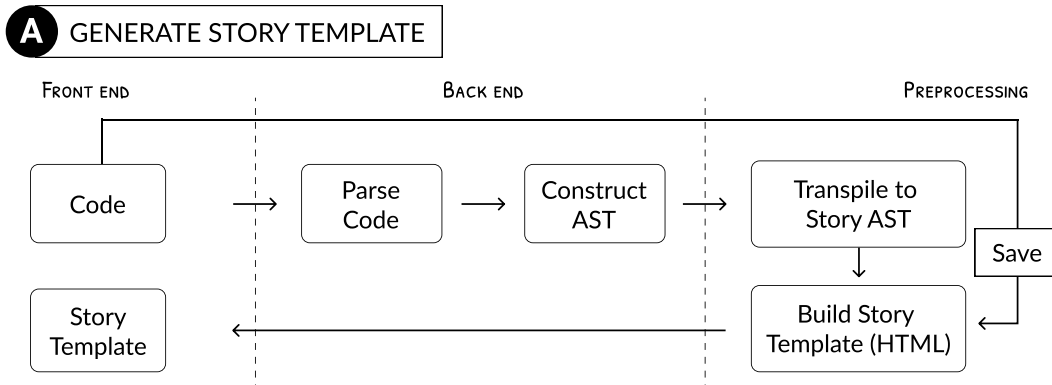 A GENERATE STORY TEMPLATE
FRONT END
BACK END
PREPROCESSING
Code
Parse
Code
Construct
AST
Transpile to
Story AST
Save
Story
Template
Build Story
Template (HTML)